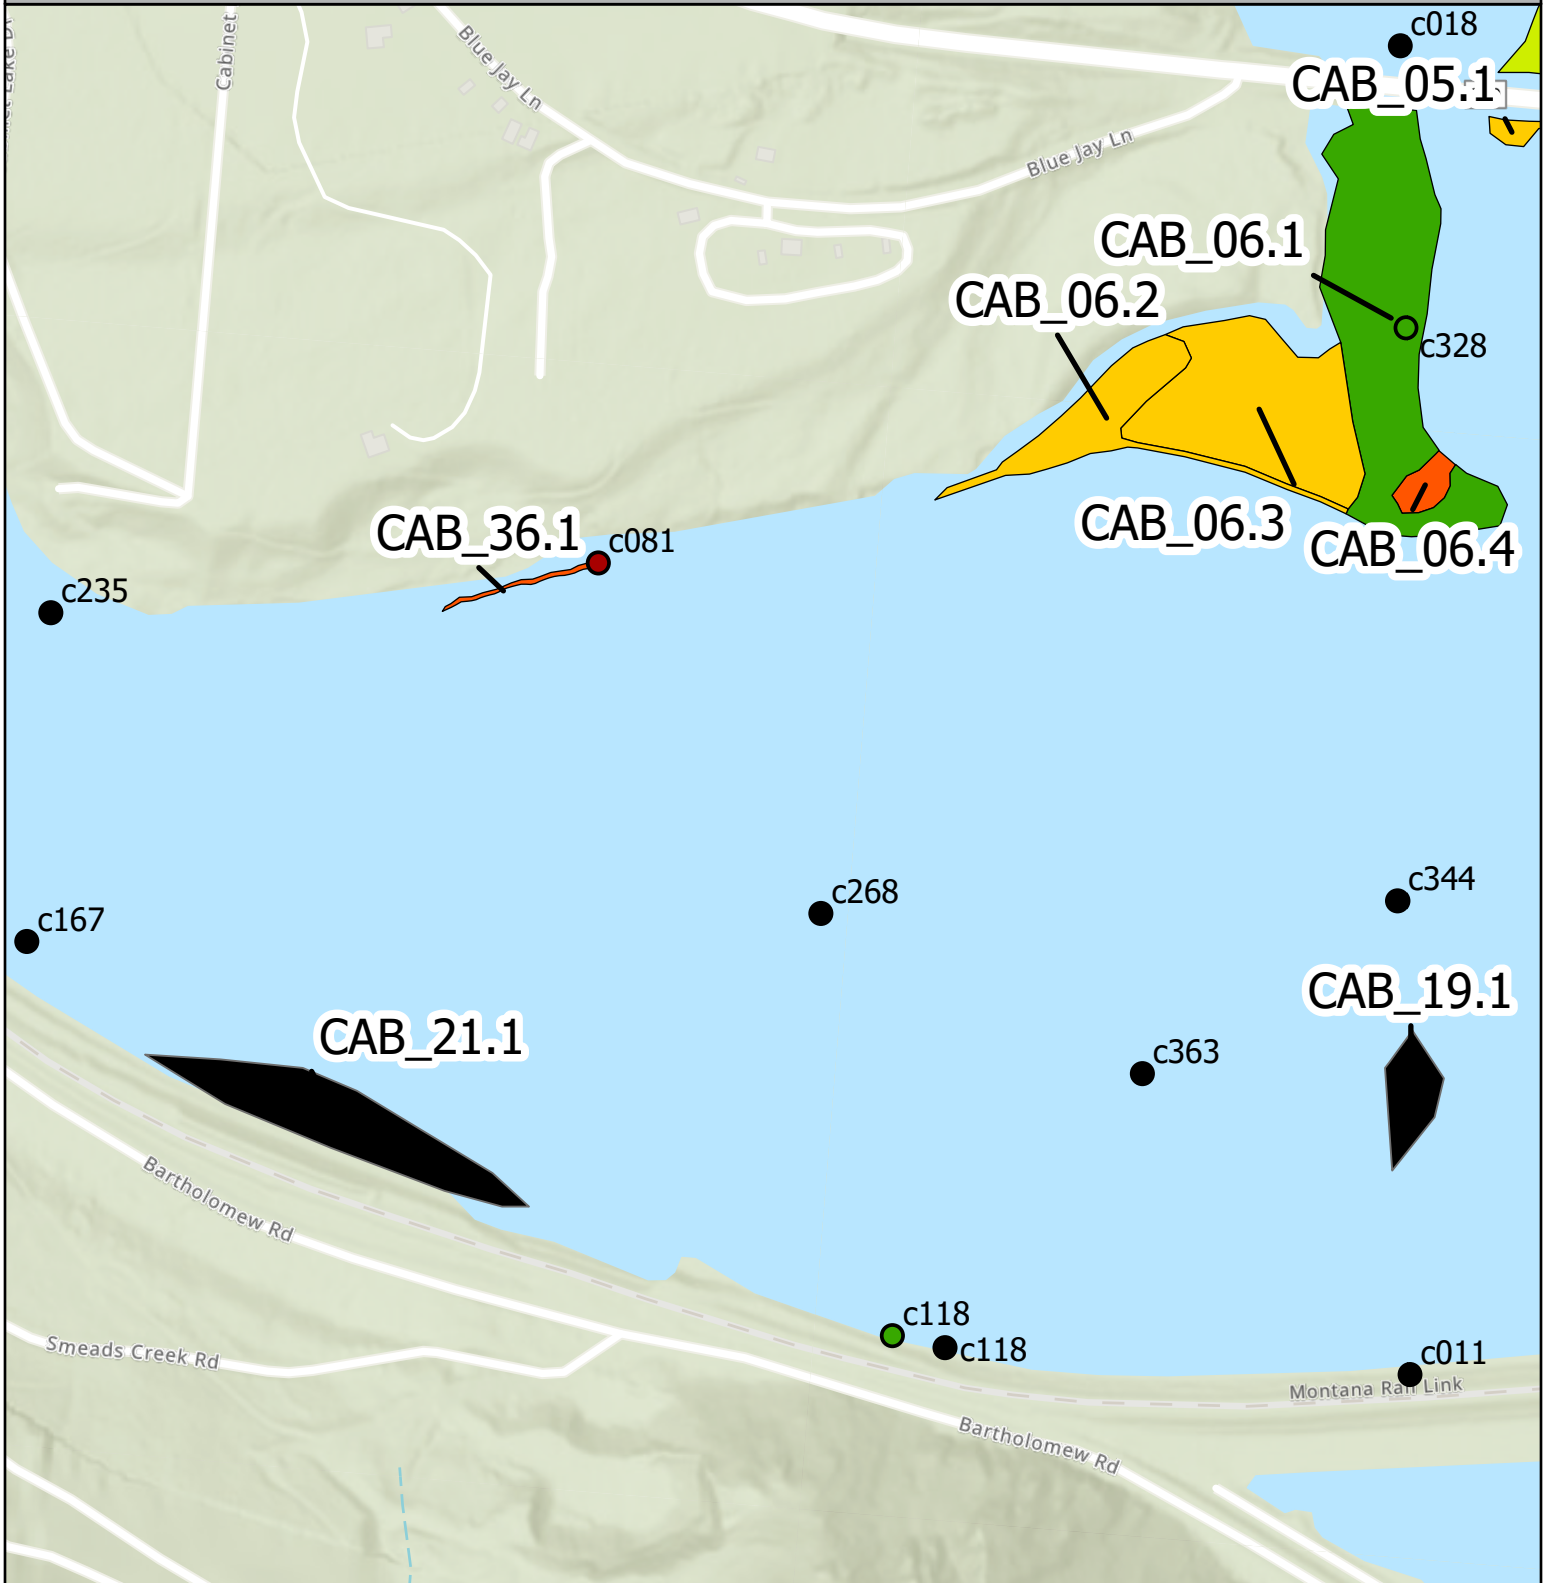 c018
CAB_05.1
Cabinet
Blue Jay Ln
Blue Jay Ln
CAB_06.1
CAB_06.2
c328
CAB_36.1
c081
CAB_06.3
CAB_06.4
c235
c344
c268
c167
CAB_19.1
CAB_21.1
c363
Bartholomew Rd
c118
c118
Smeads Creek Rd
c011
Montana Rail Link
Bartholomew Rd